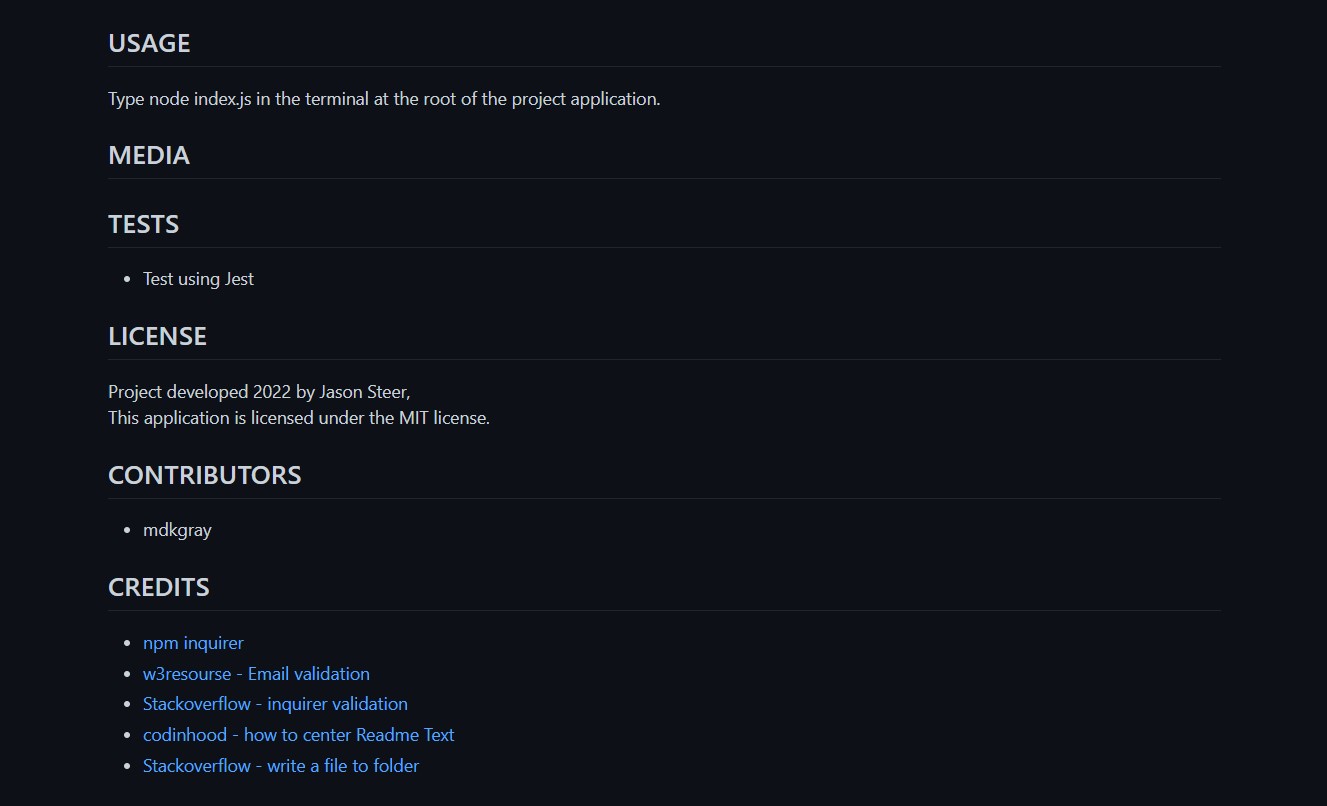 USAGE
Type node index.js in the terminal at the root of the project application.
MEDIA
TESTS
Test using Jest
LICENSE
Project developed 2022 by Jason Steer,
This application is licensed under the MIT license.
CONTRIBUTORS
mdkgray
CREDITS
npm inquirer
w3resourse - Email validation
Stackoverflow - inquirer validation
codinhood - how to center Readme Text
Stackoverflow - write a file to folder